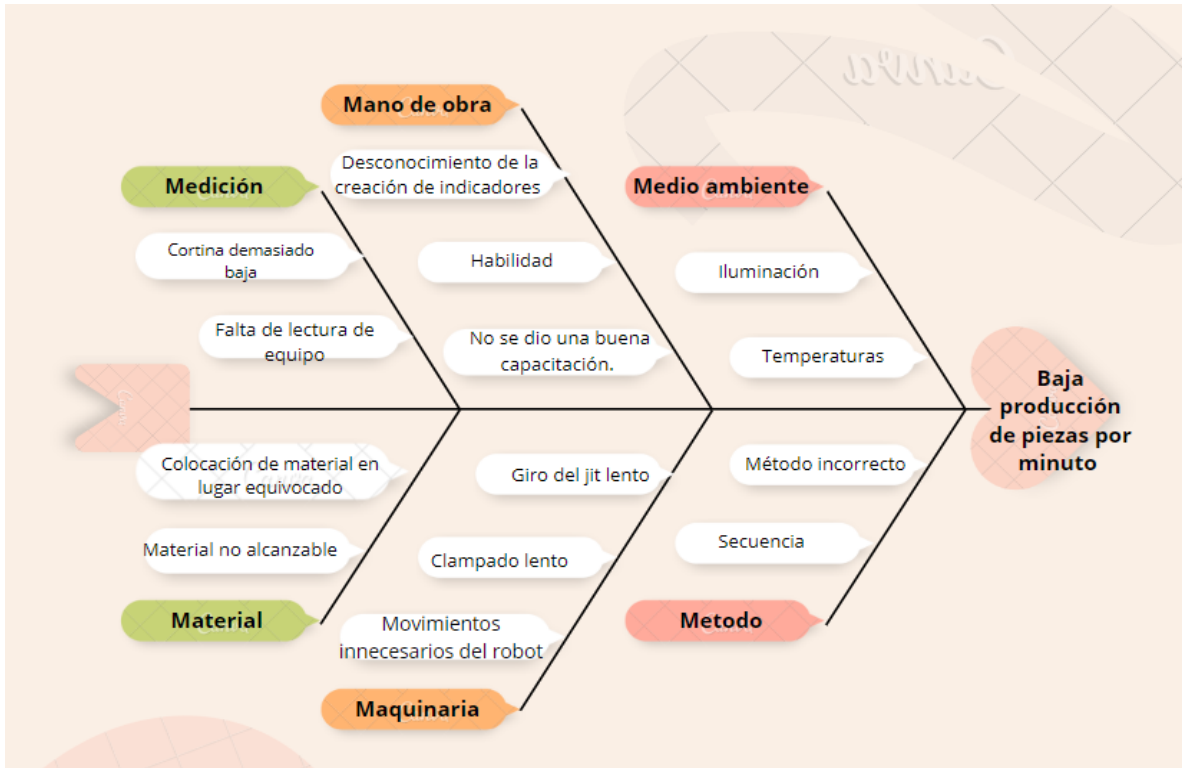 Canva
Mano de obra
Desconocimiento de la
creación de indicadores
Medición
Medio ambiente
Cortina demasiado
baja
Habilidad
Iluminación
Falta de lectura de
equipo
No se dio una buena
capacitación.
Temperaturas
Baja
producción
de piezas por
minuto
Colocación de material en
lugar equivocado
Giro del jit lento
Método incorrecto
Material no alcanzable
Clampado lento
Secuencia
Material
Movimientos
innecesarios del robot
Metodo
Maquinaria